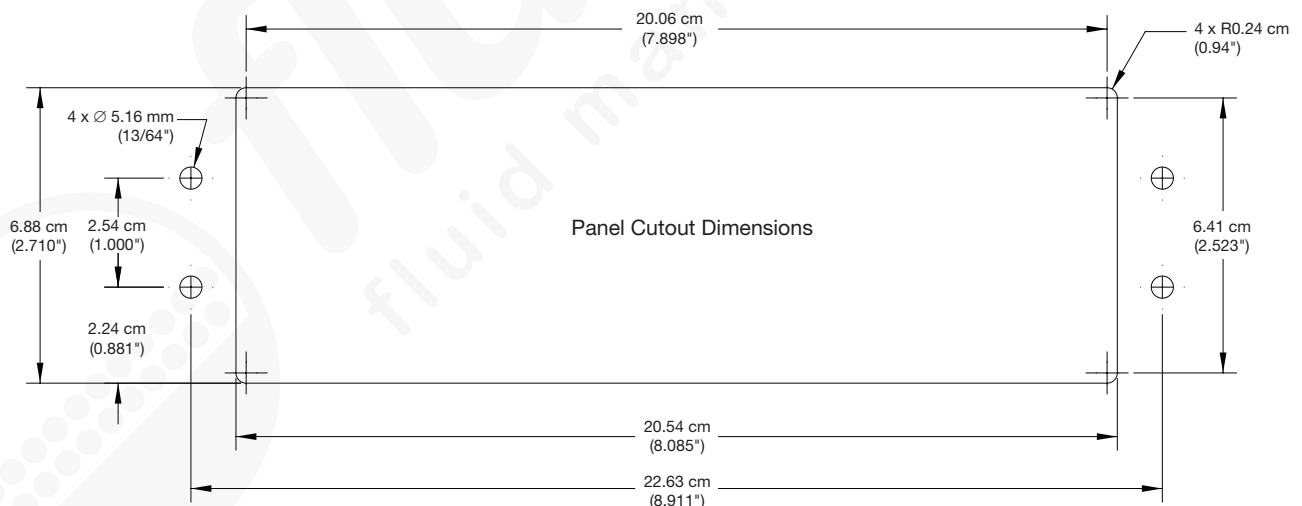 20.06 cm
(7.898")
4 x R0.24 cm
(0.94")
4 x ∅ 5.16 mm
(13/64")
6.88 cm
(2.710")
2.54 cm
(1.000")
Panel Cutout Dimensions
6.41 cm
(2.523")
2.24 cm
(0.881")
20.54 cm
(8.085")
22.63 cm
(8.911")
fluid